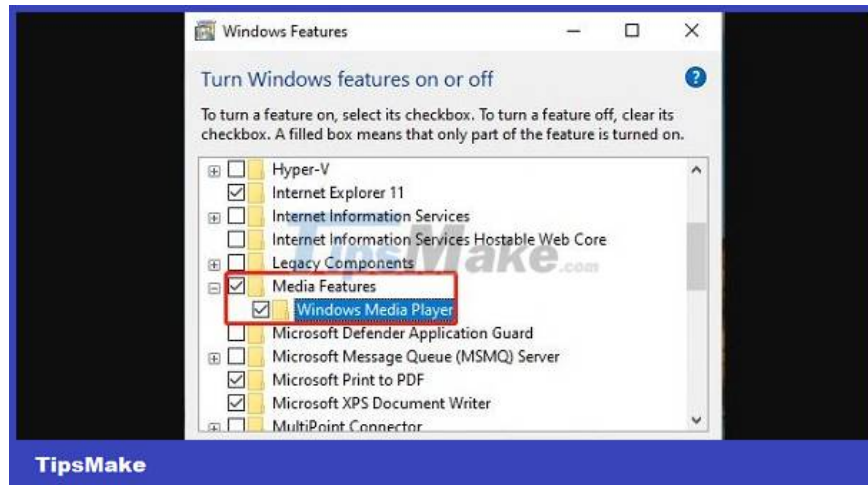 Windows Features
Turn Windows features on or off
To turn a feature on, select its checkbox. To turn a feature off, clear its
checkbox. A filled box means that only part of the feature is turned on.
Hyper-V
Internet Explorer 11
Internet Information Services
Internet Information Services Hostable Web Core
Legacy Components
TipsMake.com
Media Features
Windows Media Player
Microsoft Defender Application Guard
Microsoft Message Queue (MSMQ) Server
Microsoft Print to PDF
Microsoft XPS Document Writer
MultiPoint Connector
TipsMake